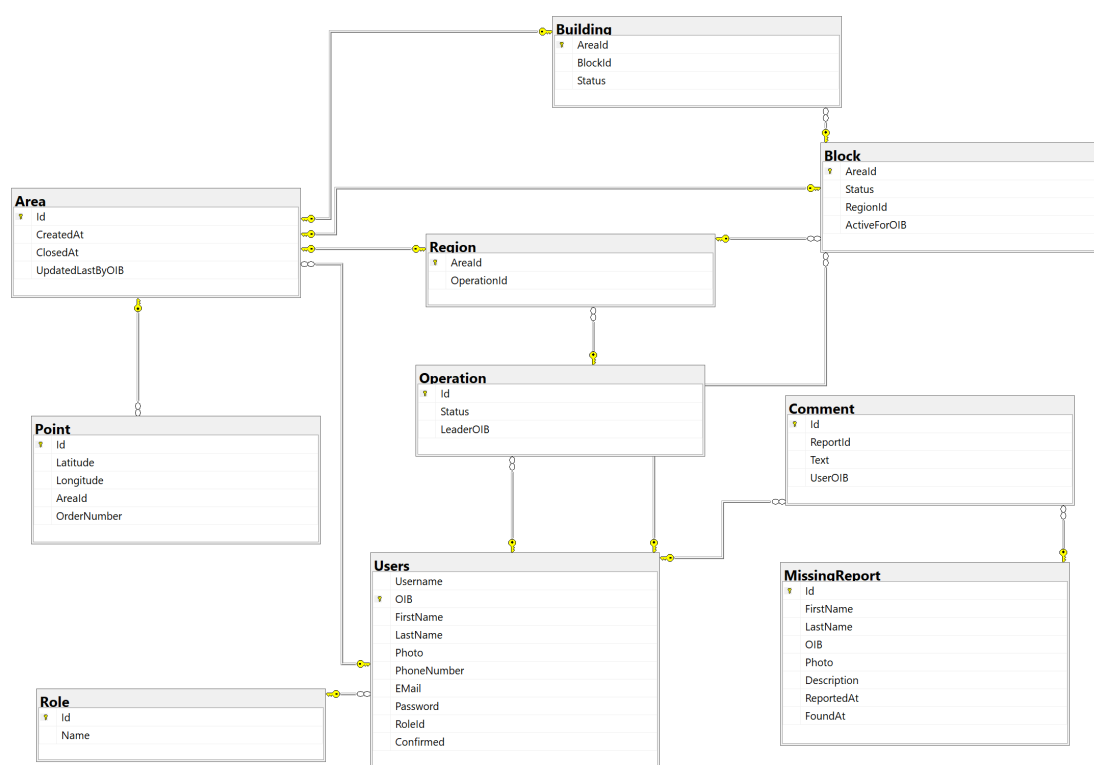 Building
AreaId
BlockId
Status
Block
AreaId
Status
RegionId
ActiveForOIB
Area
Id
CreatedAt
ClosedAt
UpdatedLastByOIB
Region
AreaId
OperationId
Operation
Id
Status
LeaderOIB
Comment
Id
ReportId
Text
UserOIB
Point
Id
Latitude
Longitude
AreaId
OrderNumber
Users
Username
OIB
FirstName
LastName
Photo
PhoneNumber
EMail
Password
RoleId
Confirmed
MissingReport
Id
FirstName
LastName
OIB
Photo
Description
ReportedAt
FoundAt
Role
Id
Name